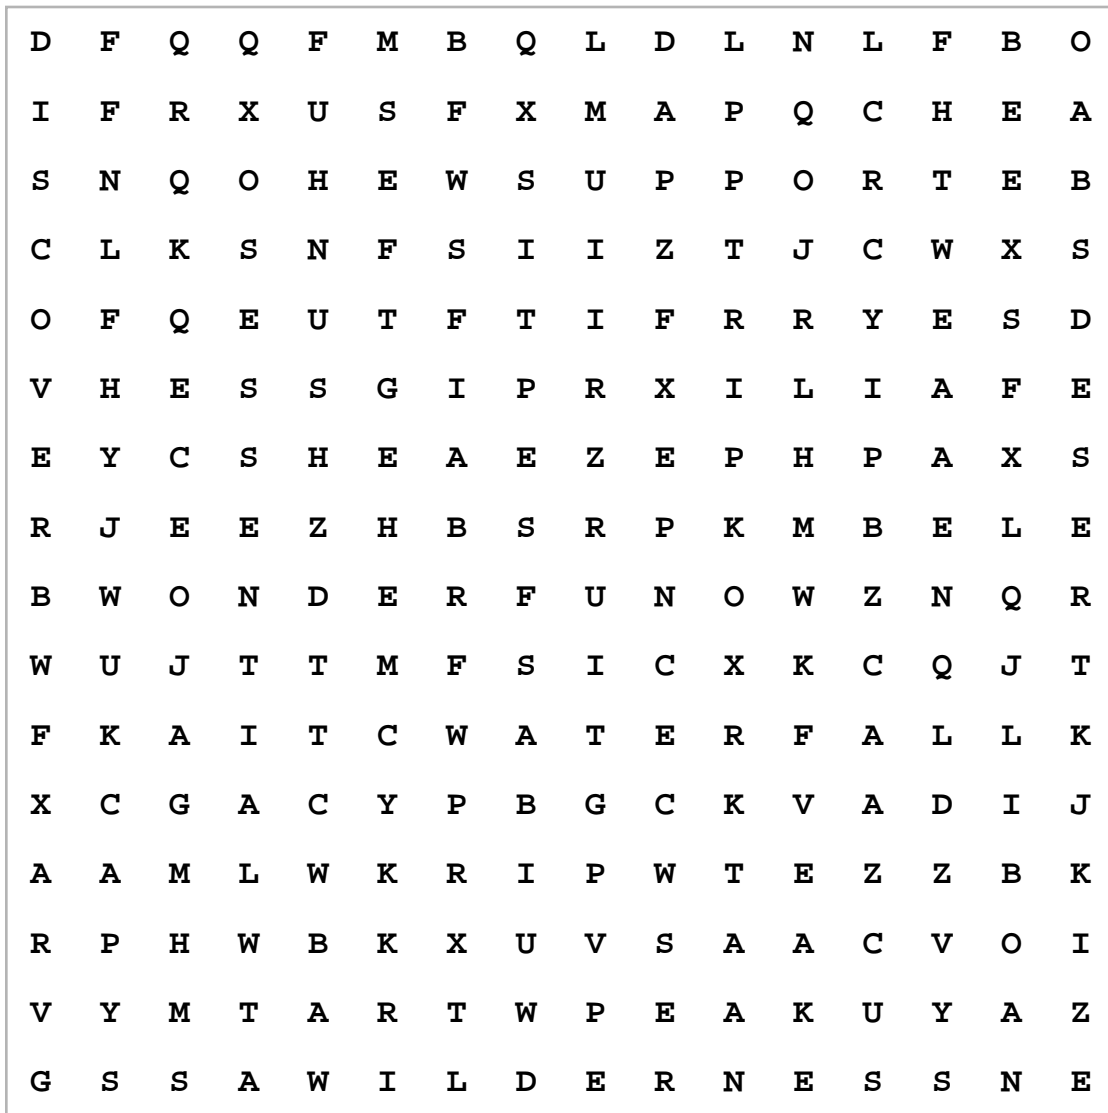 D F Q Q F M B Q L D L N L F B O
I F R X U S F X M A P Q C H E A
S N Q O H E W S U P P O R T E B
C L K S N F S I I Z T J C W X S
O F Q E U T F T I F R R Y E S D
V H E S S G I P R X I L I A F E
E Y C S H E A E Z E P H P A X S
R J E E Z H B S R P K M B E L E
B W O N D E R F U N O W Z N Q R
W U J T T M F S I C X K C Q J T
F K A I T C W A T E R F A L L K
X C G A C Y P B G C K V A D I J
A A M L W K R I P W T E Z Z B K
R P H W B K X U V S A A C V O I
V Y M T A R T W P E A K U Y A Z
G S S A W I L D E R N E S S N E